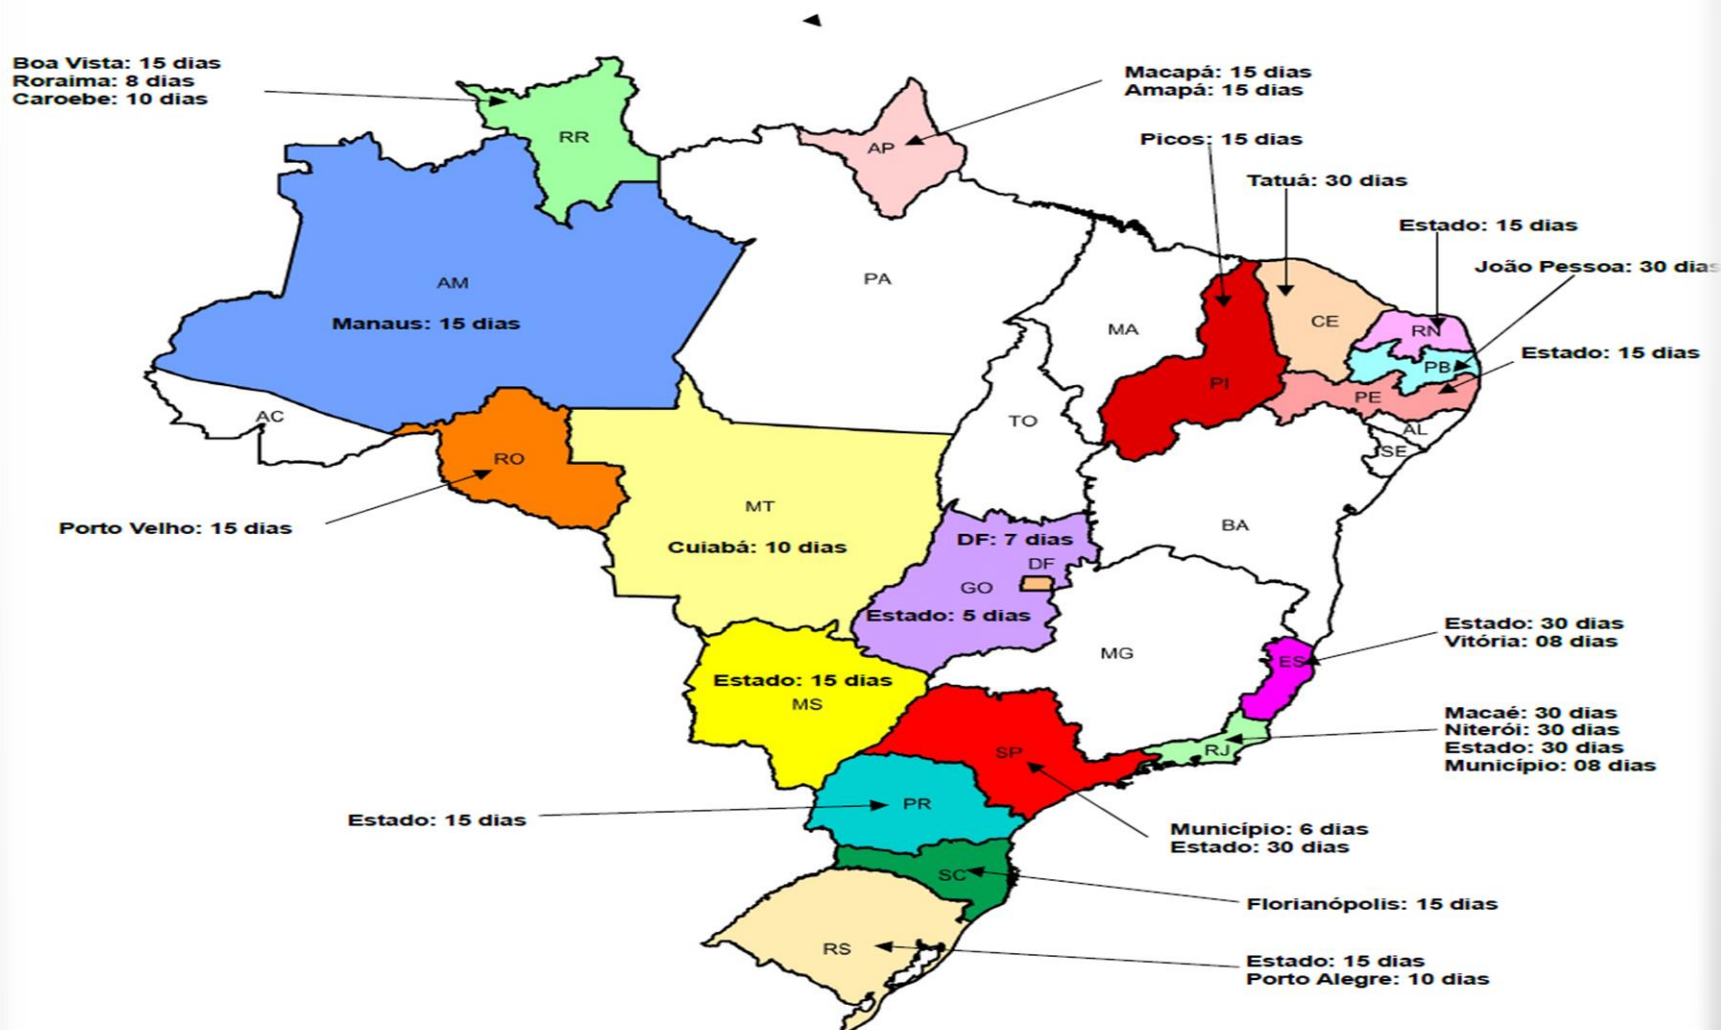 Boa Vista: 15 dias
Roraima: 8 dias
Caroebe: 10 dias
Macapá: 15 dias
Amapá: 15 dias
RR
AP
Picos: 15 dias
Tatuá: 30 dias
Estado: 15 dias
João Pessoa: 30 dias
AM
PA
Manaus: 15 dias
MA
CE
RN
Estado: 15 dias
PB
PI
PE
AC
TO
AL
SE
RO
MT
Porto Velho: 15 dias
BA
Cuiabá: 10 dias
DF: 7 dias
DF
GO
Estado: 5 dias
Estado: 30 dias
Vitória: 08 dias
MG
ES
Estado: 15 dias
MS
Macaé: 30 dias
Niterói: 30 dias
Estado: 30 dias
Município: 08 dias
SP
RJ
PR
Estado: 15 dias
Município: 6 dias
Estado: 30 dias
SC
Florianópolis: 15 dias
RS
Estado: 15 dias
Porto Alegre: 10 dias